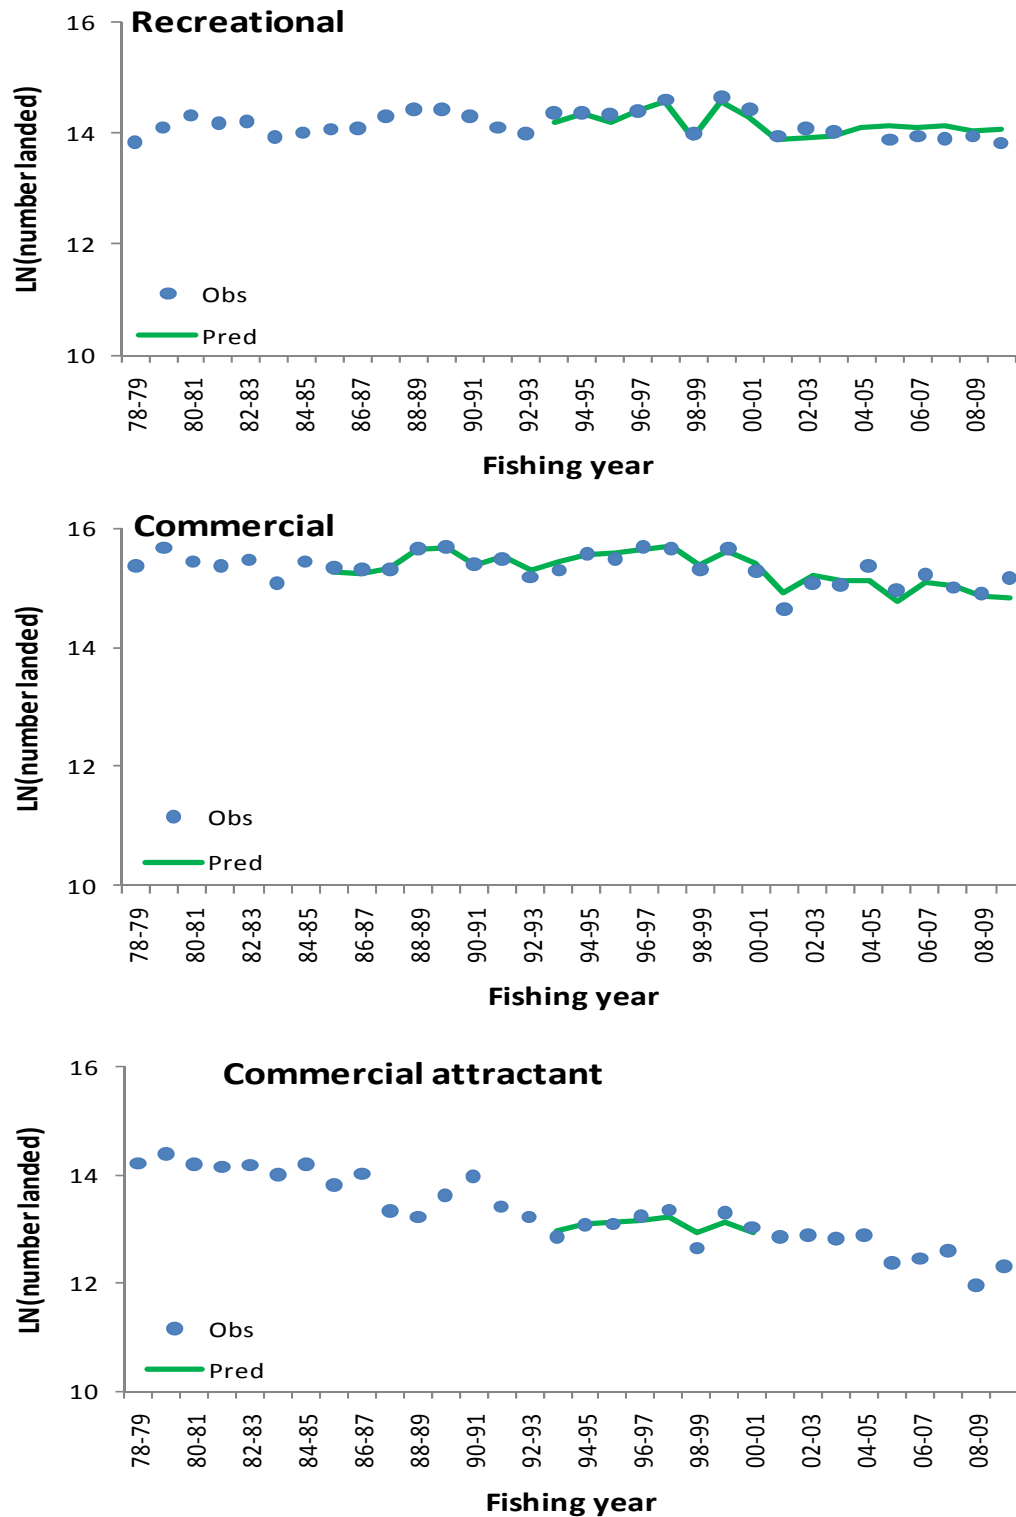 Recreational
16
14
12
10
LN(number landed)
Obs
Pred
78-79 80-81 82-83 84-85 86-87 88-89 90-91 92-93 94-95 96-97 98-99 00-01 02-03 04-05 06-07 08-09
Fishing year
Commercial
16
14
12
10
LN(number landed)
Obs
Pred
78-79 80-81 82-83 84-85 86-87 88-89 90-91 92-93 94-95 96-97 98-99 00-01 02-03 04-05 06-07 08-09
Fishing year
Commercial attractant
16
14
12
10
LN(number landed)
Obs
Pred
78-79 80-81 82-83 84-85 86-87 88-89 90-91 92-93 94-95 96-97 98-99 00-01 02-03 04-05 06-07 08-09
Fishing year